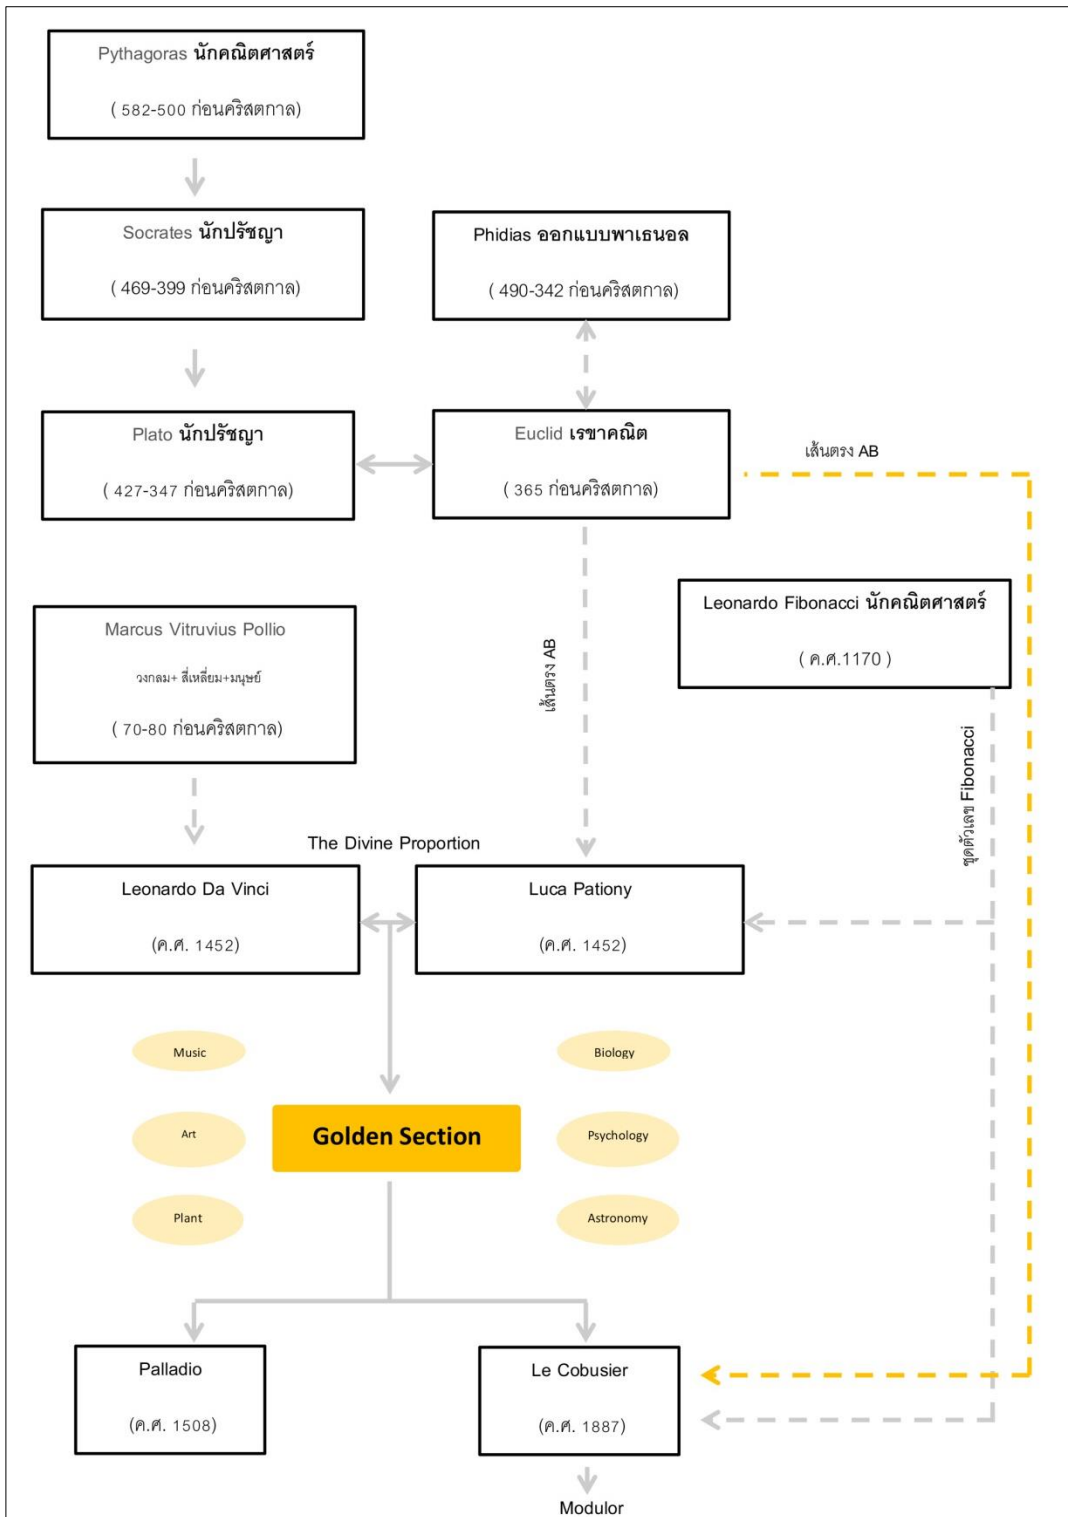 Pythagoras นักคณิตศาสตร์
( 582-500 ก่อนคริสตกาล)
Socrates นักปรัชญา
( 469-399 ก่อนคริสตกาล)
Phidias ออกแบบพาเธนอล
( 490-342 ก่อนคริสตกาล)
Plato นักปรัชญา
( 427-347 ก่อนคริสตกาล)
Euclid เรขาคณิต
( 365 ก่อนคริสตกาล)
เส้นตรง AB
Leonardo Fibonacci นักคณิตศาสตร์
( ค.ศ.1170 )
Marcus Vitruvius Pollio
วงกลม+ สี่เหลี่ยม+มนุษย์
( 70-80 ก่อนคริสตกาล)
เส้นตรง AB
ชุดตัวเลข Fibonacci
The Divine Proportion
Leonardo Da Vinci
(ค.ศ. 1452)
Luca Pationy
(ค.ศ. 1452)
Music
Biology
Art
Golden Section
Psychology
Plant
Astronomy
Palladio
(ค.ศ. 1508)
Le Cobusier
(ค.ศ. 1887)
Modulor